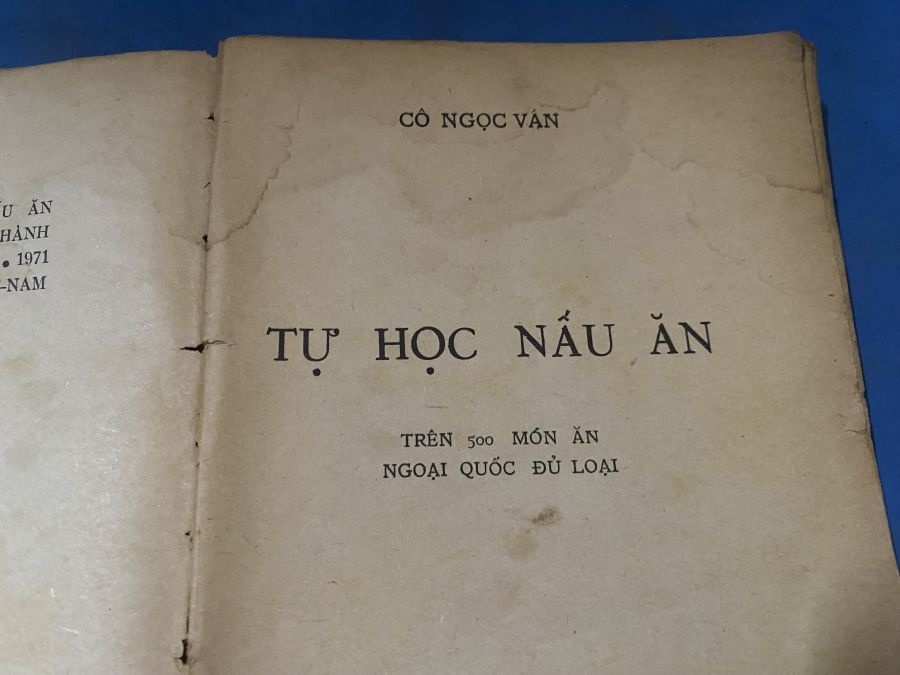 ẤU ĂN
HÀNH
. 1971
-NAM
CÔ NGỌC VÂN
TỰ HỌC NẤU ĂN
TRÊN 500 MÓN ĂN
NGOẠI QUỐC ĐỦ LOẠI